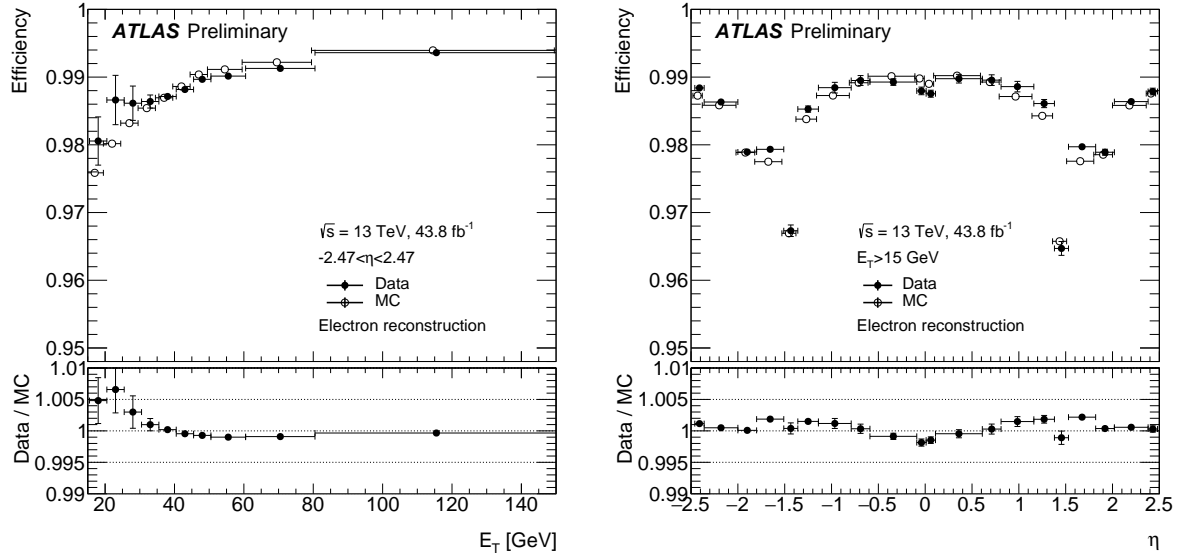 Efficiency
1
0.99
0.98
0.97
0.96
0.95
ATLAS Preliminary
√s = 13 TeV, 43.8 fb-1
-2.47<η<2.47
Data
MC
Electron reconstruction
Data / MC
1.01
1.005
1
0.995
0.99
20 40 60 80 100 120 140
ET [GeV]
Efficiency
1
0.99
0.98
0.97
0.96
0.95
ATLAS Preliminary
√s = 13 TeV, 43.8 fb-1
ET>15 GeV
Data
MC
Electron reconstruction
Data / MC
1.01
1.005
1
0.995
0.99
−2.5 −2 −1.5 −1 −0.5 0 0.5 1 1.5 2 2.5
η